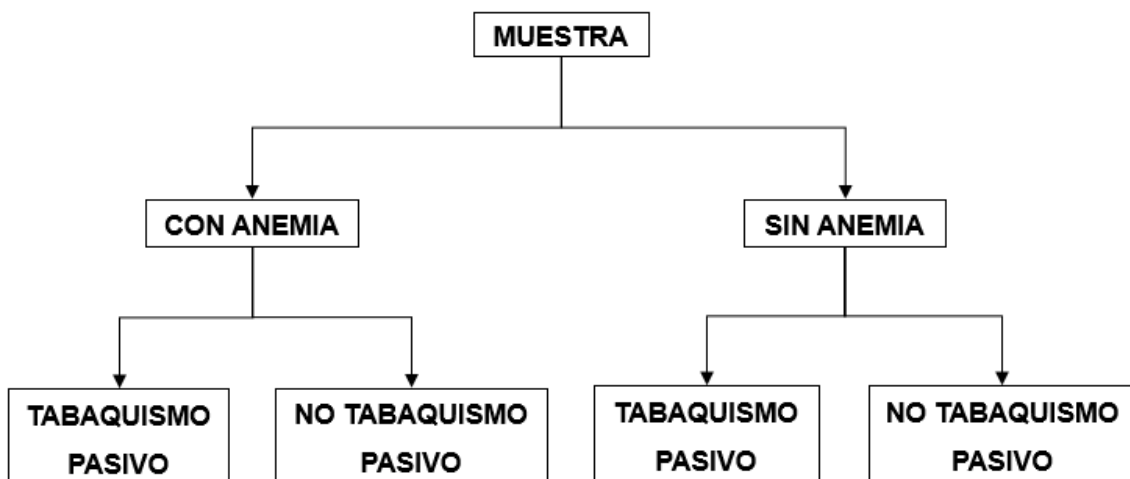 MUESTRA
CON ANEMIA
SIN ANEMIA
TABAQUISMO
PASIVO
NO TABAQUISMO
PASIVO
TABAQUISMO
PASIVO
NO TABAQUISMO
PASIVO